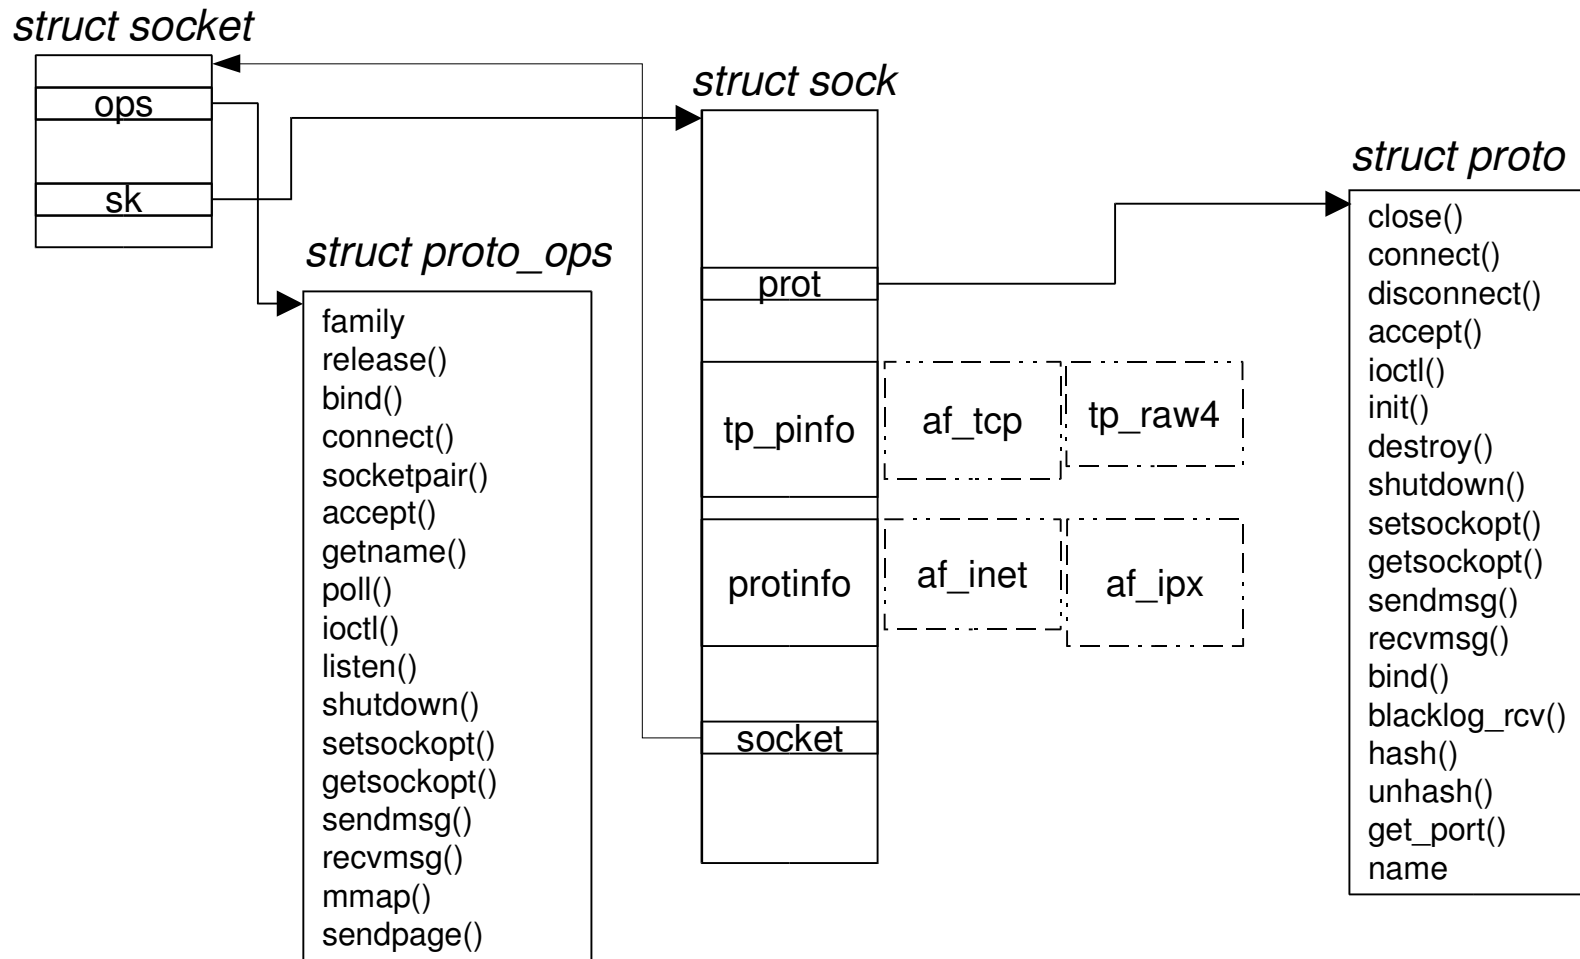 struct socket
ops
sk
struct proto_ops
family
release()
bind()
connect()
socketpair()
accept()
getname()
poll()
ioctl()
listen()
shutdown()
setsockopt()
getsockopt()
sendmsg()
recvmsg()
mmap()
sendpage()
struct sock
prot
tp_pinfo
af_tcp
tp_raw4
protinfo
af_inet
af_ipx
socket
struct proto
close()
connect()
disconnect()
accept()
ioctl()
init()
destroy()
shutdown()
setsockopt()
getsockopt()
sendmsg()
recvmsg()
bind()
blacklog_rcv()
hash()
unhash()
get_port()
name